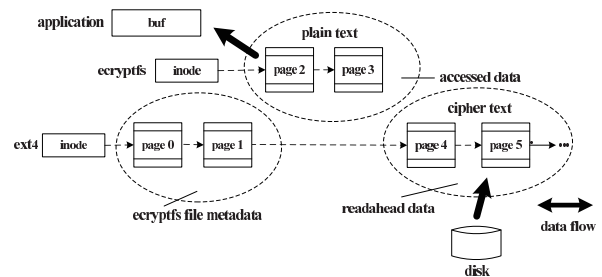 application
buf
plain text
ecryptfs
inode
page 2
page 3
accessed data
cipher text
ext4
inode
page 0
page 1
page 4
page 5
ecryptfs file metadata
readahead data
data flow
disk